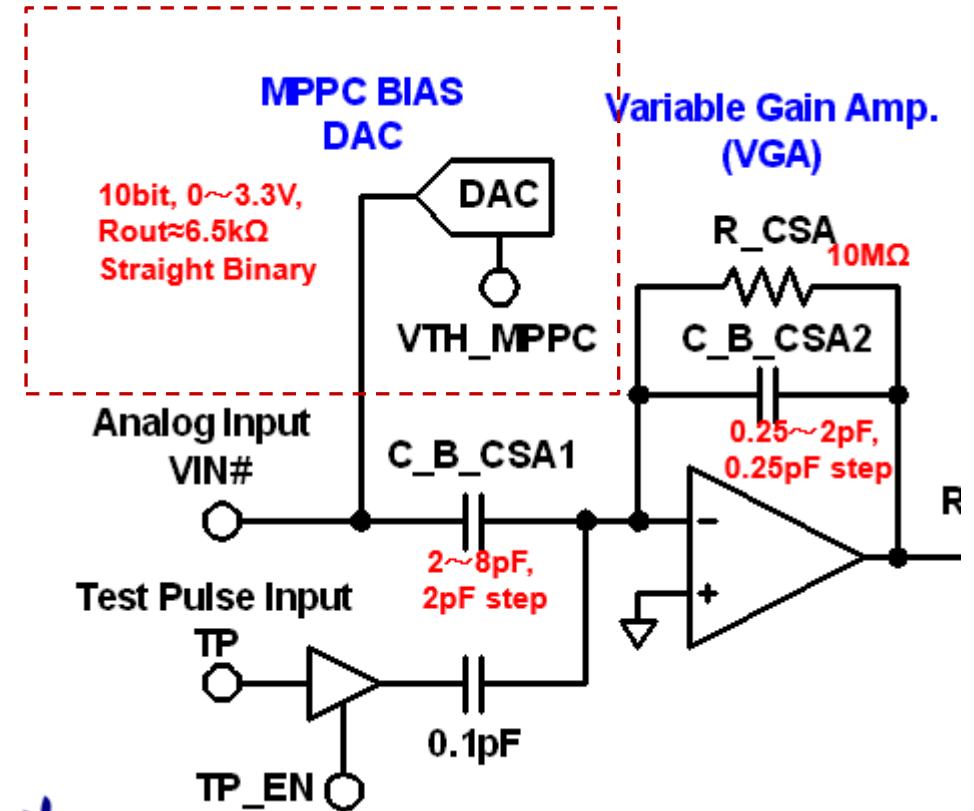 MPPC BIAS
DAC
Variable Gain Amp.
(VGA)
10bit, 0～3.3V,
Rout≈6.5kΩ
Straight Binary
DAC
VTH_MPPC
R_CSA
10MΩ
C_B_CSA2
0.25～2pF,
0.25pF step
Analog Input
VIN#
C_B_CSA1
2～8pF,
2pF step
R
−
+
Test Pulse Input
TP
0.1pF
TP_EN